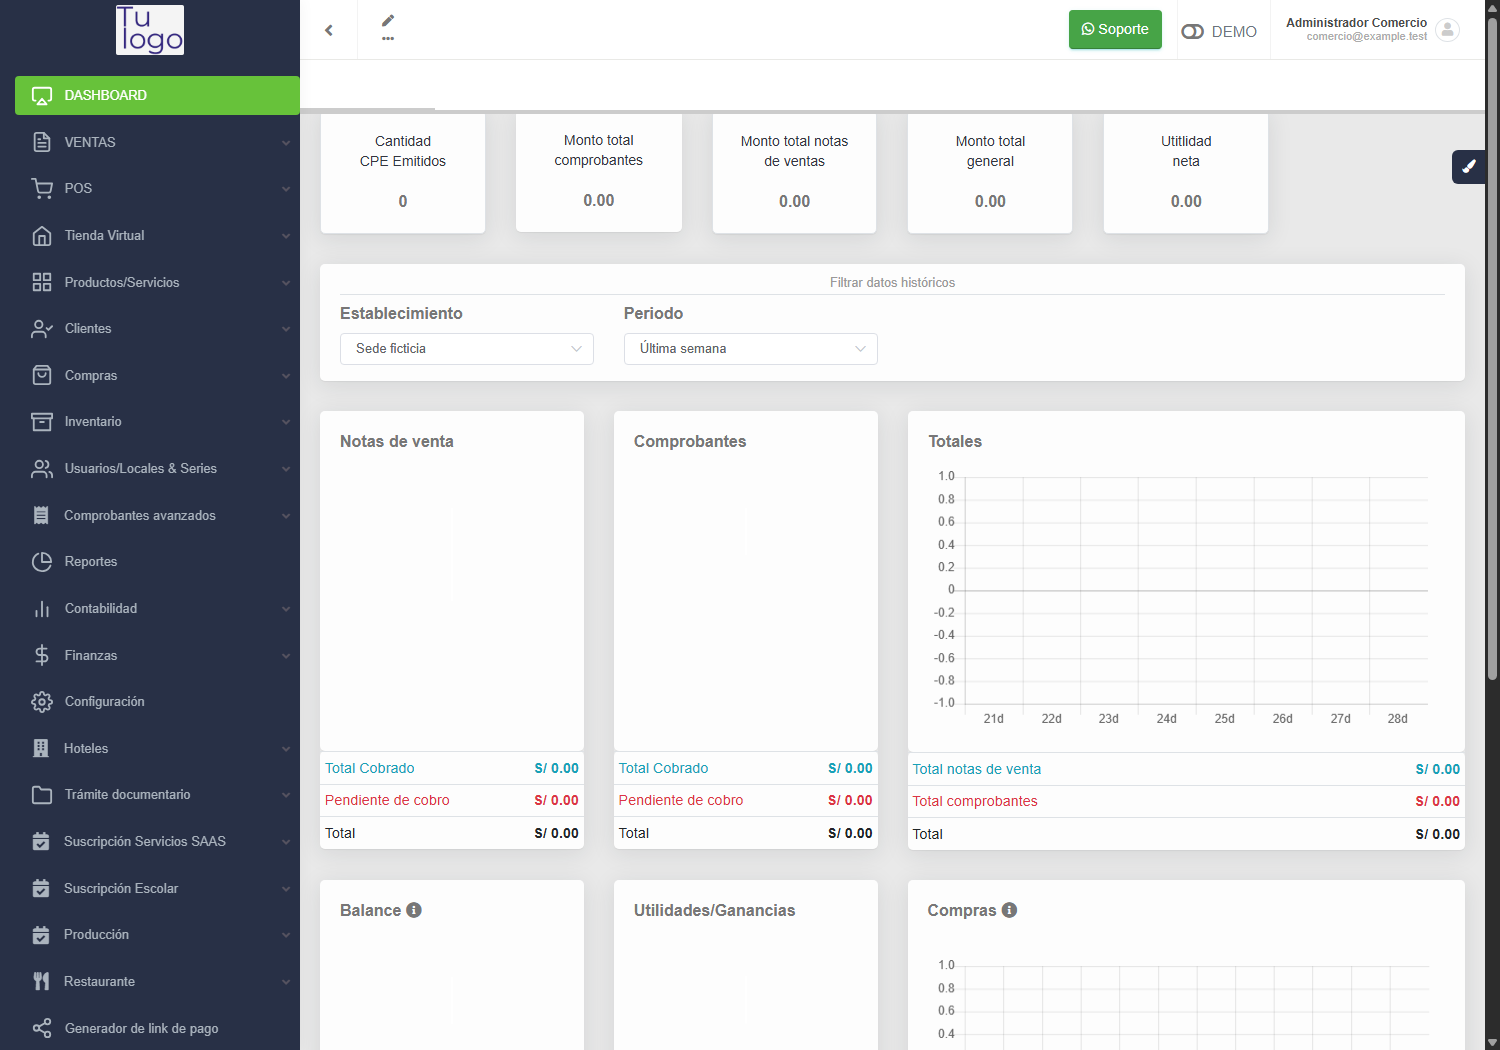 Tu
logo
DASHBOARD
VENTAS
POS
Tienda Virtual
Productos/Servicios
Clientes
Compras
Inventario
Usuarios/Locales & Series
Comprobantes avanzados
Reportes
Contabilidad
Finanzas
Configuración
Hoteles
Trámite documentario
Suscripción Servicios SAAS
Suscripción Escolar
Producción
Restaurante
Generador de link de pago
Soporte
DEMO
Administrador Comercio
comercio@example.test
Cantidad
CPE Emitidos
0
Monto total
comprobantes
0.00
Monto total notas
de ventas
0.00
Monto total
general
0.00
Utitlidad
neta
0.00
Filtrar datos históricos
Establecimiento
Sede ficticia
Periodo
Última semana
Notas de venta
Total Cobrado S/ 0.00
Pendiente de cobro S/ 0.00
Total S/ 0.00
Comprobantes
Total Cobrado S/ 0.00
Pendiente de cobro S/ 0.00
Total S/ 0.00
Totales
1.0
0.8
0.6
0.4
0.2
0
-0.2
-0.4
-0.6
-0.8
-1.0
21d 22d 23d 24d 25d 26d 27d 28d
Total notas de venta S/ 0.00
Total comprobantes S/ 0.00
Total S/ 0.00
Balance
Utilidades/Ganancias
Compras
1.0
0.8
0.6
0.4